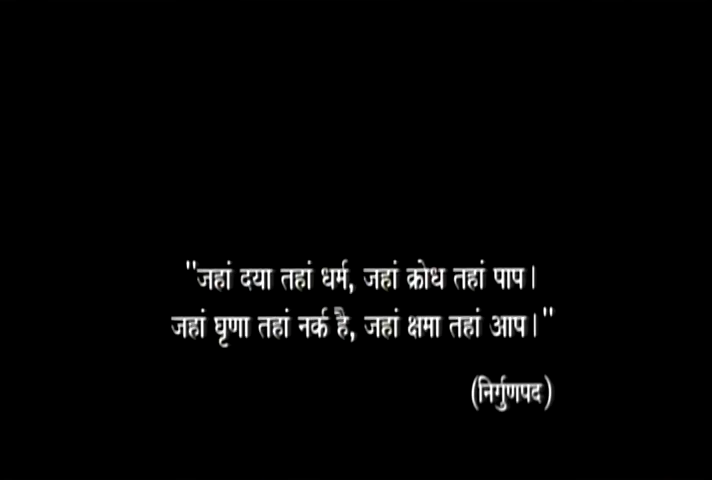 "जहां दया तहां धर्म, जहां क्रोध तहां पाप।
जहां घृणा तहां नर्क है, जहां क्षमा तहां आप।"
(निर्गुणपद)